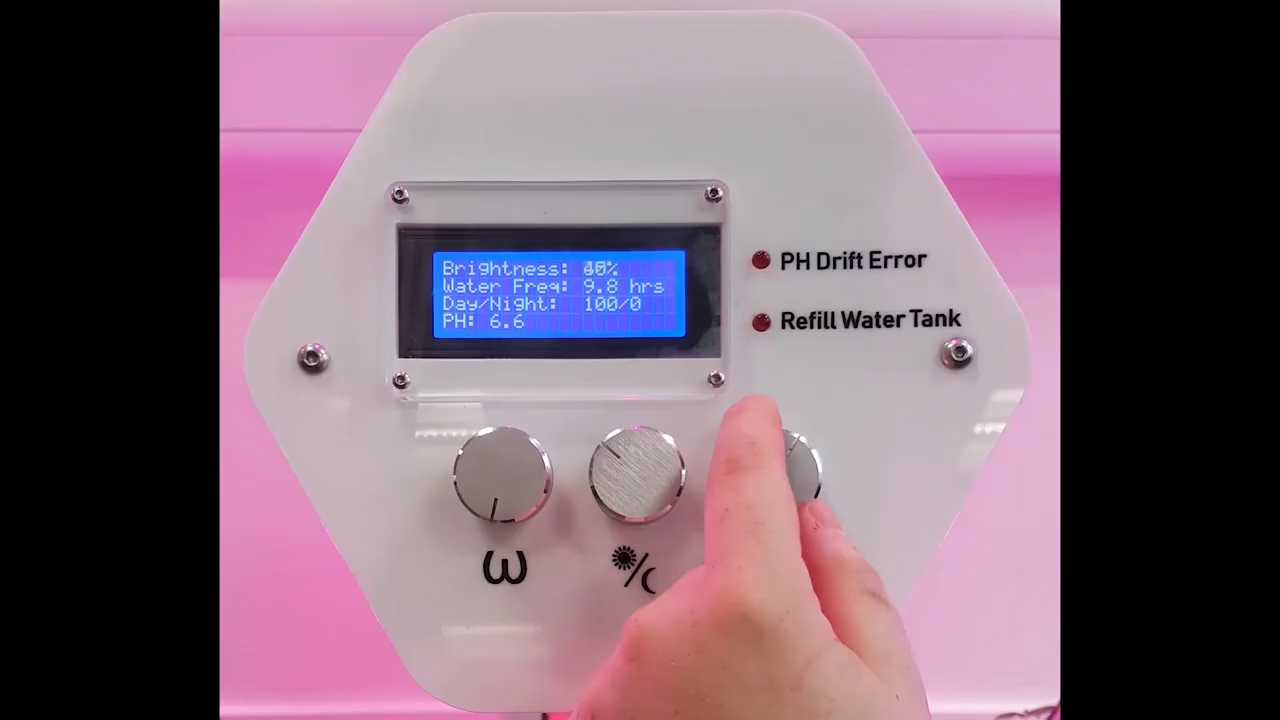 Brightness:
Water Freq: 9.8 hrs
Day/Night: 100/0
PH: 6.6
PH Drift Error
Refill Water Tank
ω